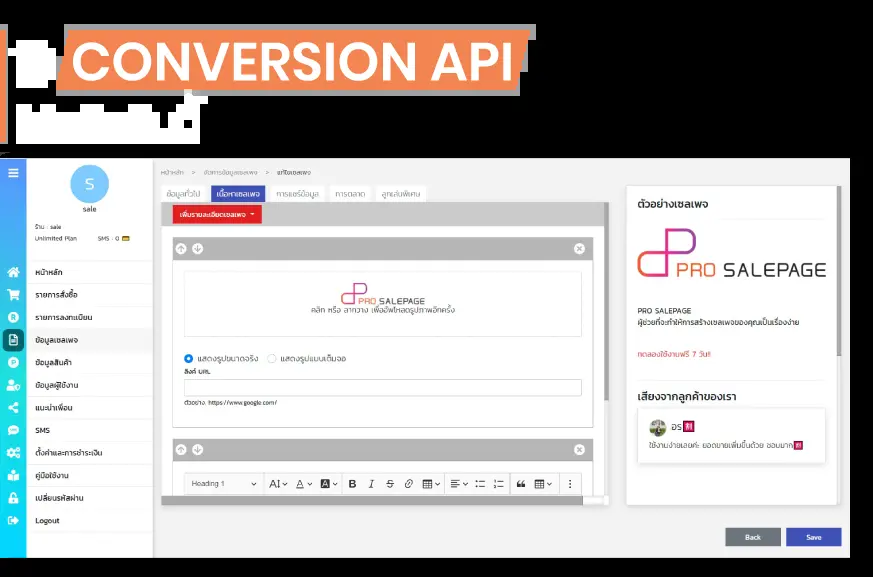 CONVERSION API
S
sale
ร้าน : sale
Unlimited Plan SMS : 0
หน้าหลัก
รายการสั่งซื้อ
รายการลงทะเบียน
ข้อมูลเซลเพจ
ข้อมูลสินค้า
ข้อมูลผู้ใช้งาน
แนะนำเพื่อน
SMS
ตั้งค่าและการชำระเงิน
คู่มือใช้งาน
เปลี่ยนรหัสผ่าน
Logout
หน้าหลัก > จัดการข้อมูลเซลเพจ > แก้ไขเซลเพจ
ข้อมูลทั่วไป เนื้อหาเซลเพจ การแชร์ข้อมูล การตลาด ลูกเล่นพิเศษ
เพิ่มรายละเอียดเซลเพจ
PRO SALEPAGE
คลิก หรือ ลากวาง เพื่ออัพโหลดรูปภาพอีกครั้ง
แสดงรูปขนาดจริง แสดงรูปแบบเต็มจอ
ลิงค์ URL
ตัวอย่าง. https://www.google.com/
Heading 1 AI A A B I S
ตัวอย่างเซลเพจ
PRO SALEPAGE
PRO SALEPAGE
ผู้ช่วยที่จะทำให้การสร้างเซลเพจของคุณเป็นเรื่องง่าย
ทดลองใช้งานฟรี 7 วัน!!
เสียงจากลูกค้าของเรา
อร
ใช้งานง่ายเลยค่ะ ยอดขายเพิ่มขึ้นด้วย ชอบมาก
Back Save